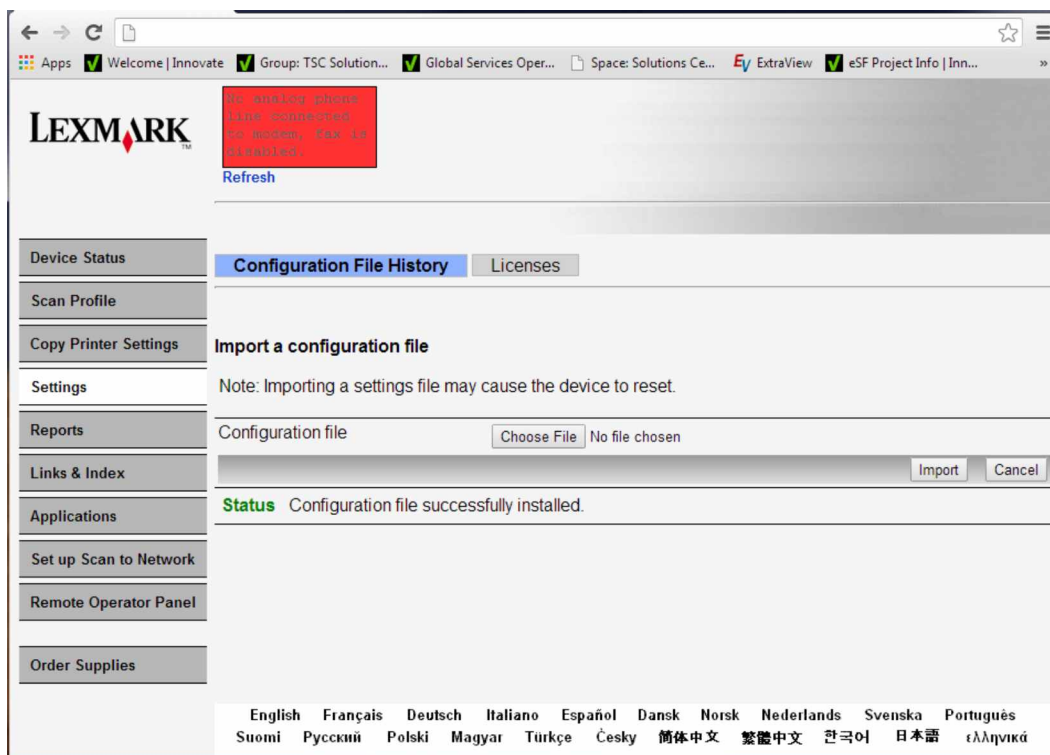 Apps Welcome | Innovate Group: TSC Solution... Global Services Oper... Space: Solutions Ce... EV ExtraView eSF Project Info | Inn... »
LEXMARK™
No analog phone
line connected
to modem, fax is
disabled.
Refresh
Device Status
Scan Profile
Copy Printer Settings
Settings
Reports
Links & Index
Applications
Set up Scan to Network
Remote Operator Panel
Order Supplies
Configuration File History Licenses
Import a configuration file
Note: Importing a settings file may cause the device to reset.
Configuration file Choose File No file chosen
Import Cancel
Status Configuration file successfully installed.
English Français Deutsch Italiano Español Dansk Norsk Nederlands Svenska Português
Suomi Русский Polski Magyar Türkçe Česky 简体中文 繁體中文 한국어 日本語 ελληνικά